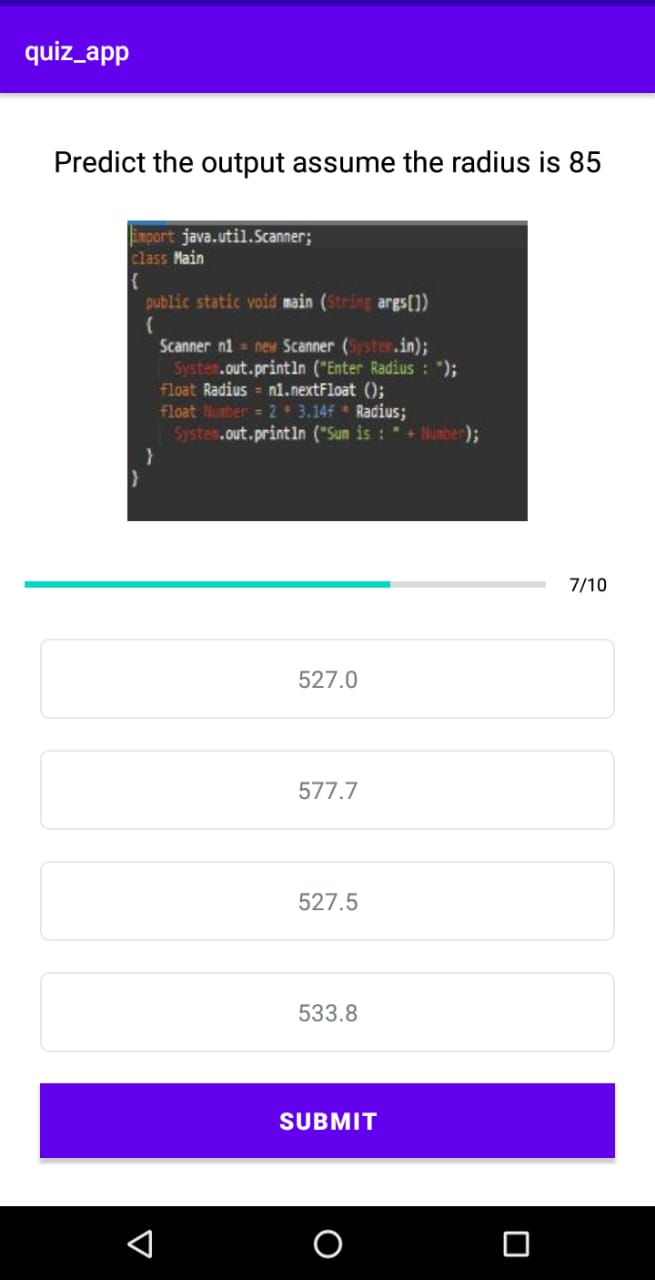 quiz_app
Predict the output assume the radius is 85
import java.util.Scanner;
class Main
{
public static void main (String args[])
{
Scanner n1 = new Scanner (System.in);
System.out.println ("Enter Radius : ");
float Radius = n1.nextFloat ();
float Number = 2 * 3.14f * Radius;
System.out.println ("Sum is : " + Number);
}
}
7/10
527.0
577.7
527.5
533.8
SUBMIT